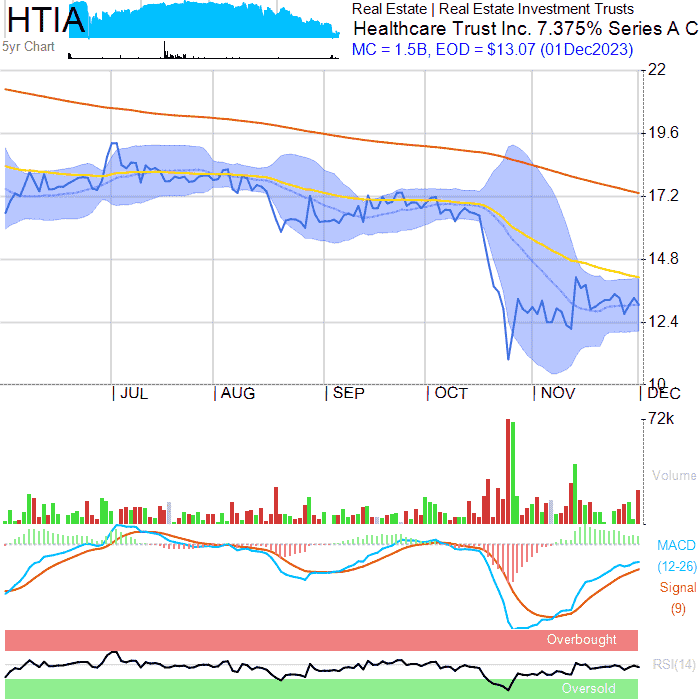 HTIA
Real Estate | Real Estate Investment Trusts
Healthcare Trust Inc. 7.375% Series A C
5yr Chart
MC = 1.5B, EOD = $13.07 (01Dec2023)
22
19.6
17.2
14.8
12.4
10
JUL
AUG
SEP
OCT
NOV
DEC
72k
Volume
MACD
(12-26)
Signal
(9)
Overbought
RSI(14)
Oversold